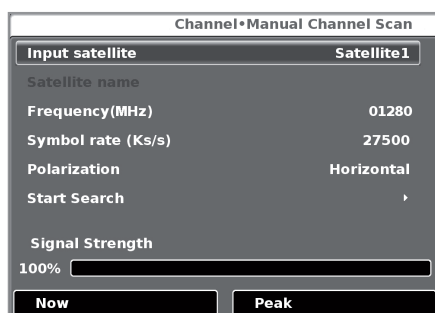 Channel•Manual Channel Scan
Input satellite Satellite1
Satellite name
Frequency(MHz) 01280
Symbol rate (Ks/s) 27500
Polarization Horizontal
Start Search
Signal Strength
100%
Now Peak